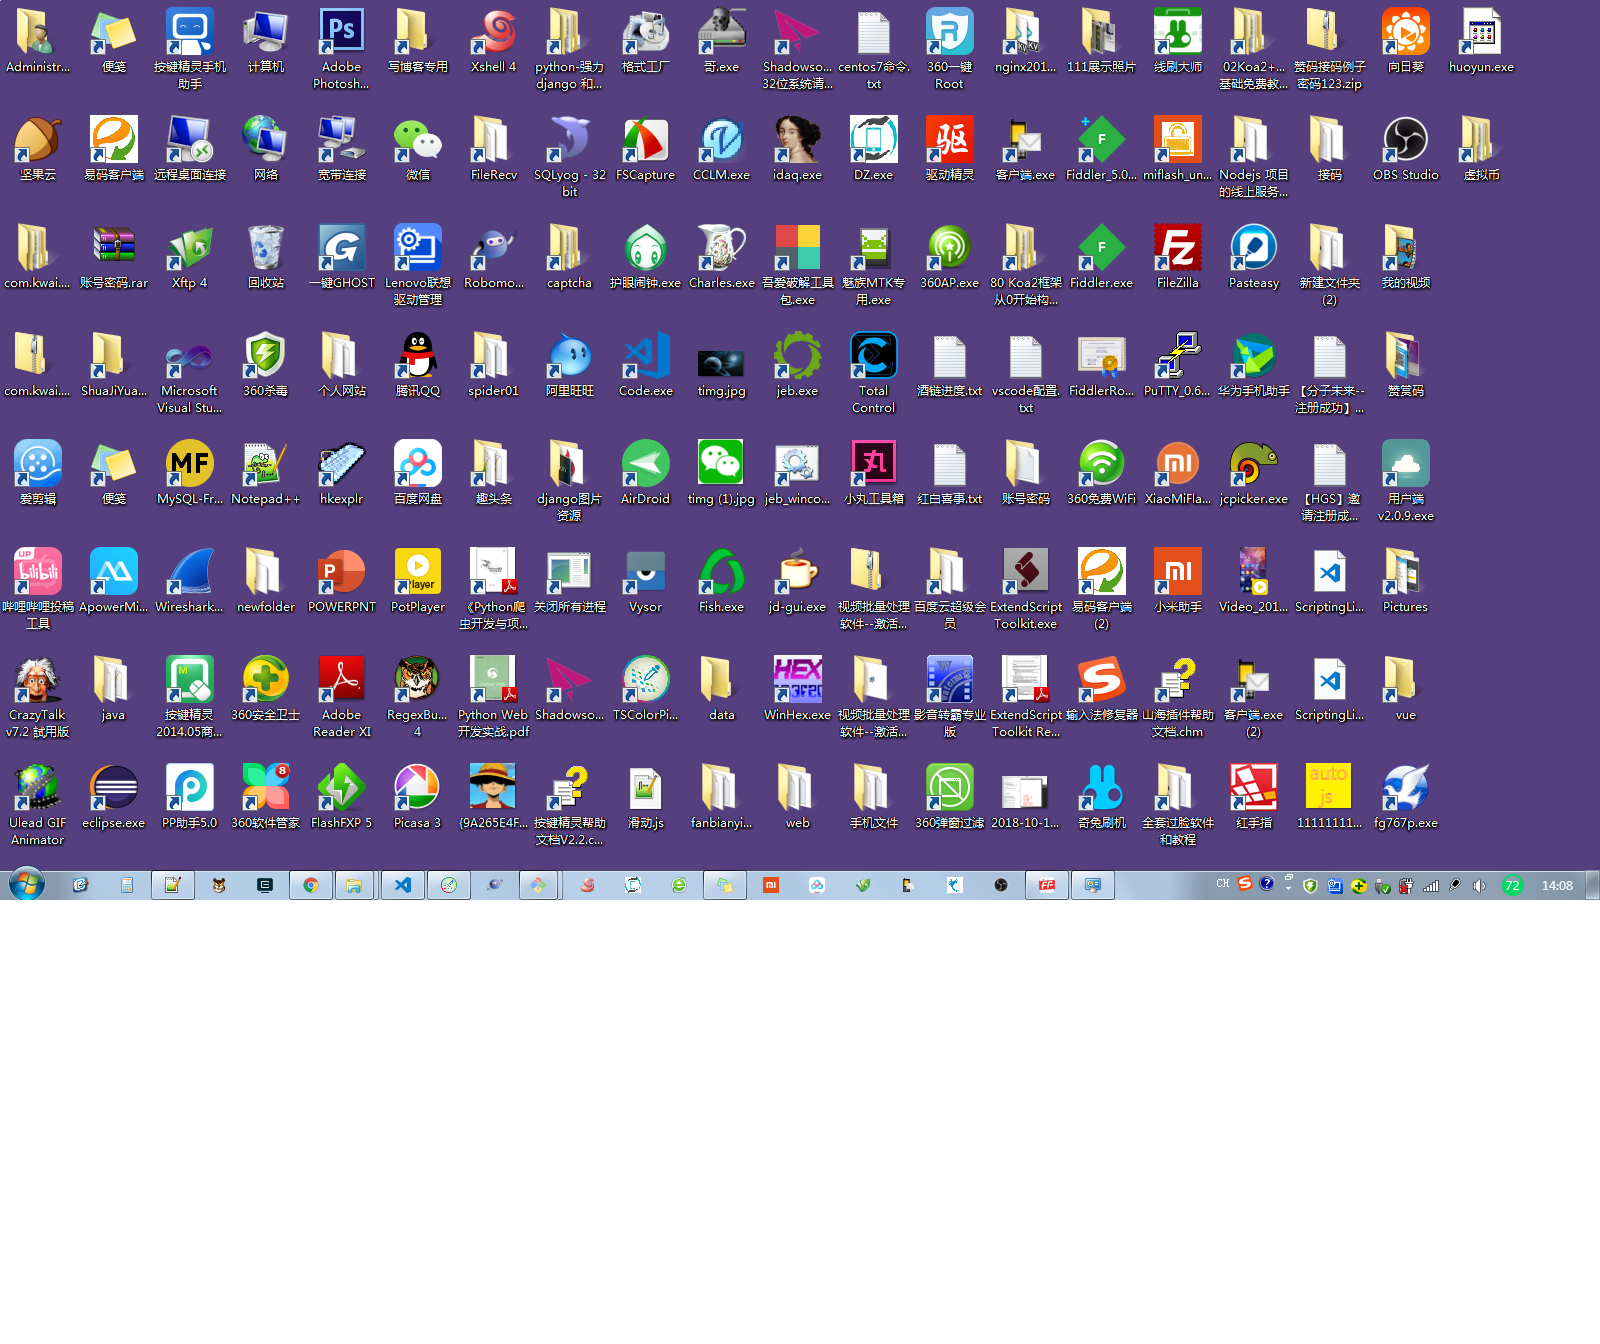 Administr...
便笺
按键精灵手机
助手
计算机
Adobe
Photosh...
写博客专用
Xshell 4
python-强力
django 和...
格式工厂
哥.exe
Shadowso...
32位系统请...
centos7命令.
txt
360一键
Root
nginx201...
111展示照片
线刷大师
02Koa2+...
基础免费教...
赞码接码例子
密码123.zip
向日葵
huoyun.exe
坚果云
易码客户端
远程桌面连接
网络
宽带连接
微信
FileRecv
SQLyog - 32
bit
FSCapture
CCLM.exe
idaq.exe
DZ.exe
驱动精灵
客户端.exe
Fiddler_5.0...
miflash_un...
Nodejs 项目
的线上服务...
接码
OBS Studio
虚拟币
com.kwai....
账号密码.rar
Xftp 4
回收站
一键GHOST
Lenovo联想
驱动管理
Robomo...
captcha
护眼闹钟.exe
Charles.exe
吾爱破解工具
包.exe
魅族MTK专
用.exe
360AP.exe
80 Koa2框架
从0开始构...
Fiddler.exe
FileZilla
Pasteasy
新建文件夹
(2)
我的视频
com.kwai....
ShuaJiYua...
Microsoft
Visual Stu...
360杀毒
个人网站
腾讯QQ
spider01
阿里旺旺
Code.exe
timg.jpg
jeb.exe
Total
Control
酒链进度.txt
vscode配置.
txt
FiddlerRo...
PuTTY_0.6...
华为手机助手
【分子未来--
注册成功】...
赞赏码
爱剪辑
便笺
MySQL-Fr...
Notepad++
hkexplr
百度网盘
趣头条
django图片
资源
AirDroid
timg (1).jpg
jeb_winco...
小丸工具箱
红白喜事.txt
账号密码
360免费WiFi
XiaoMiFla...
jcpicker.exe
【HGS】邀
请注册成...
用户端
v2.0.9.exe
哔哩哔哩投稿
工具
ApowerMi...
Wireshark...
newfolder
POWERPNT
PotPlayer
《Python爬
虫开发与项...
关闭所有进程
Vysor
Fish.exe
jd-gui.exe
视频批量处理
软件--激活...
百度云超级会
员
ExtendScript
Toolkit.exe
易码客户端
(2)
小米助手
Video_201...
ScriptingLi...
Pictures
CrazyTalk
v7.2 試用版
java
按键精灵
2014.05商...
360安全卫士
Adobe
Reader XI
RegexBu...
4
Python Web
开发实战.pdf
Shadowso...
TSColorPi...
data
WinHex.exe
视频批量处理
软件--激活...
影音转霸专业
版
ExtendScript
Toolkit Re...
输入法修复器
山海插件帮助
文档.chm
客户端.exe
(2)
ScriptingLi...
vue
Ulead GIF
Animator
eclipse.exe
PP助手5.0
360软件管家
FlashFXP 5
Picasa 3
{9A265E4F...
按键精灵帮助
文档V2.2.c...
滑动.js
fanbianyi...
web
手机文件
360弹窗过滤
2018-10-1...
奇兔刷机
全套过脸软件
和教程
红手指
auto
js
11111111...
fg767p.exe
CH
72
14:08